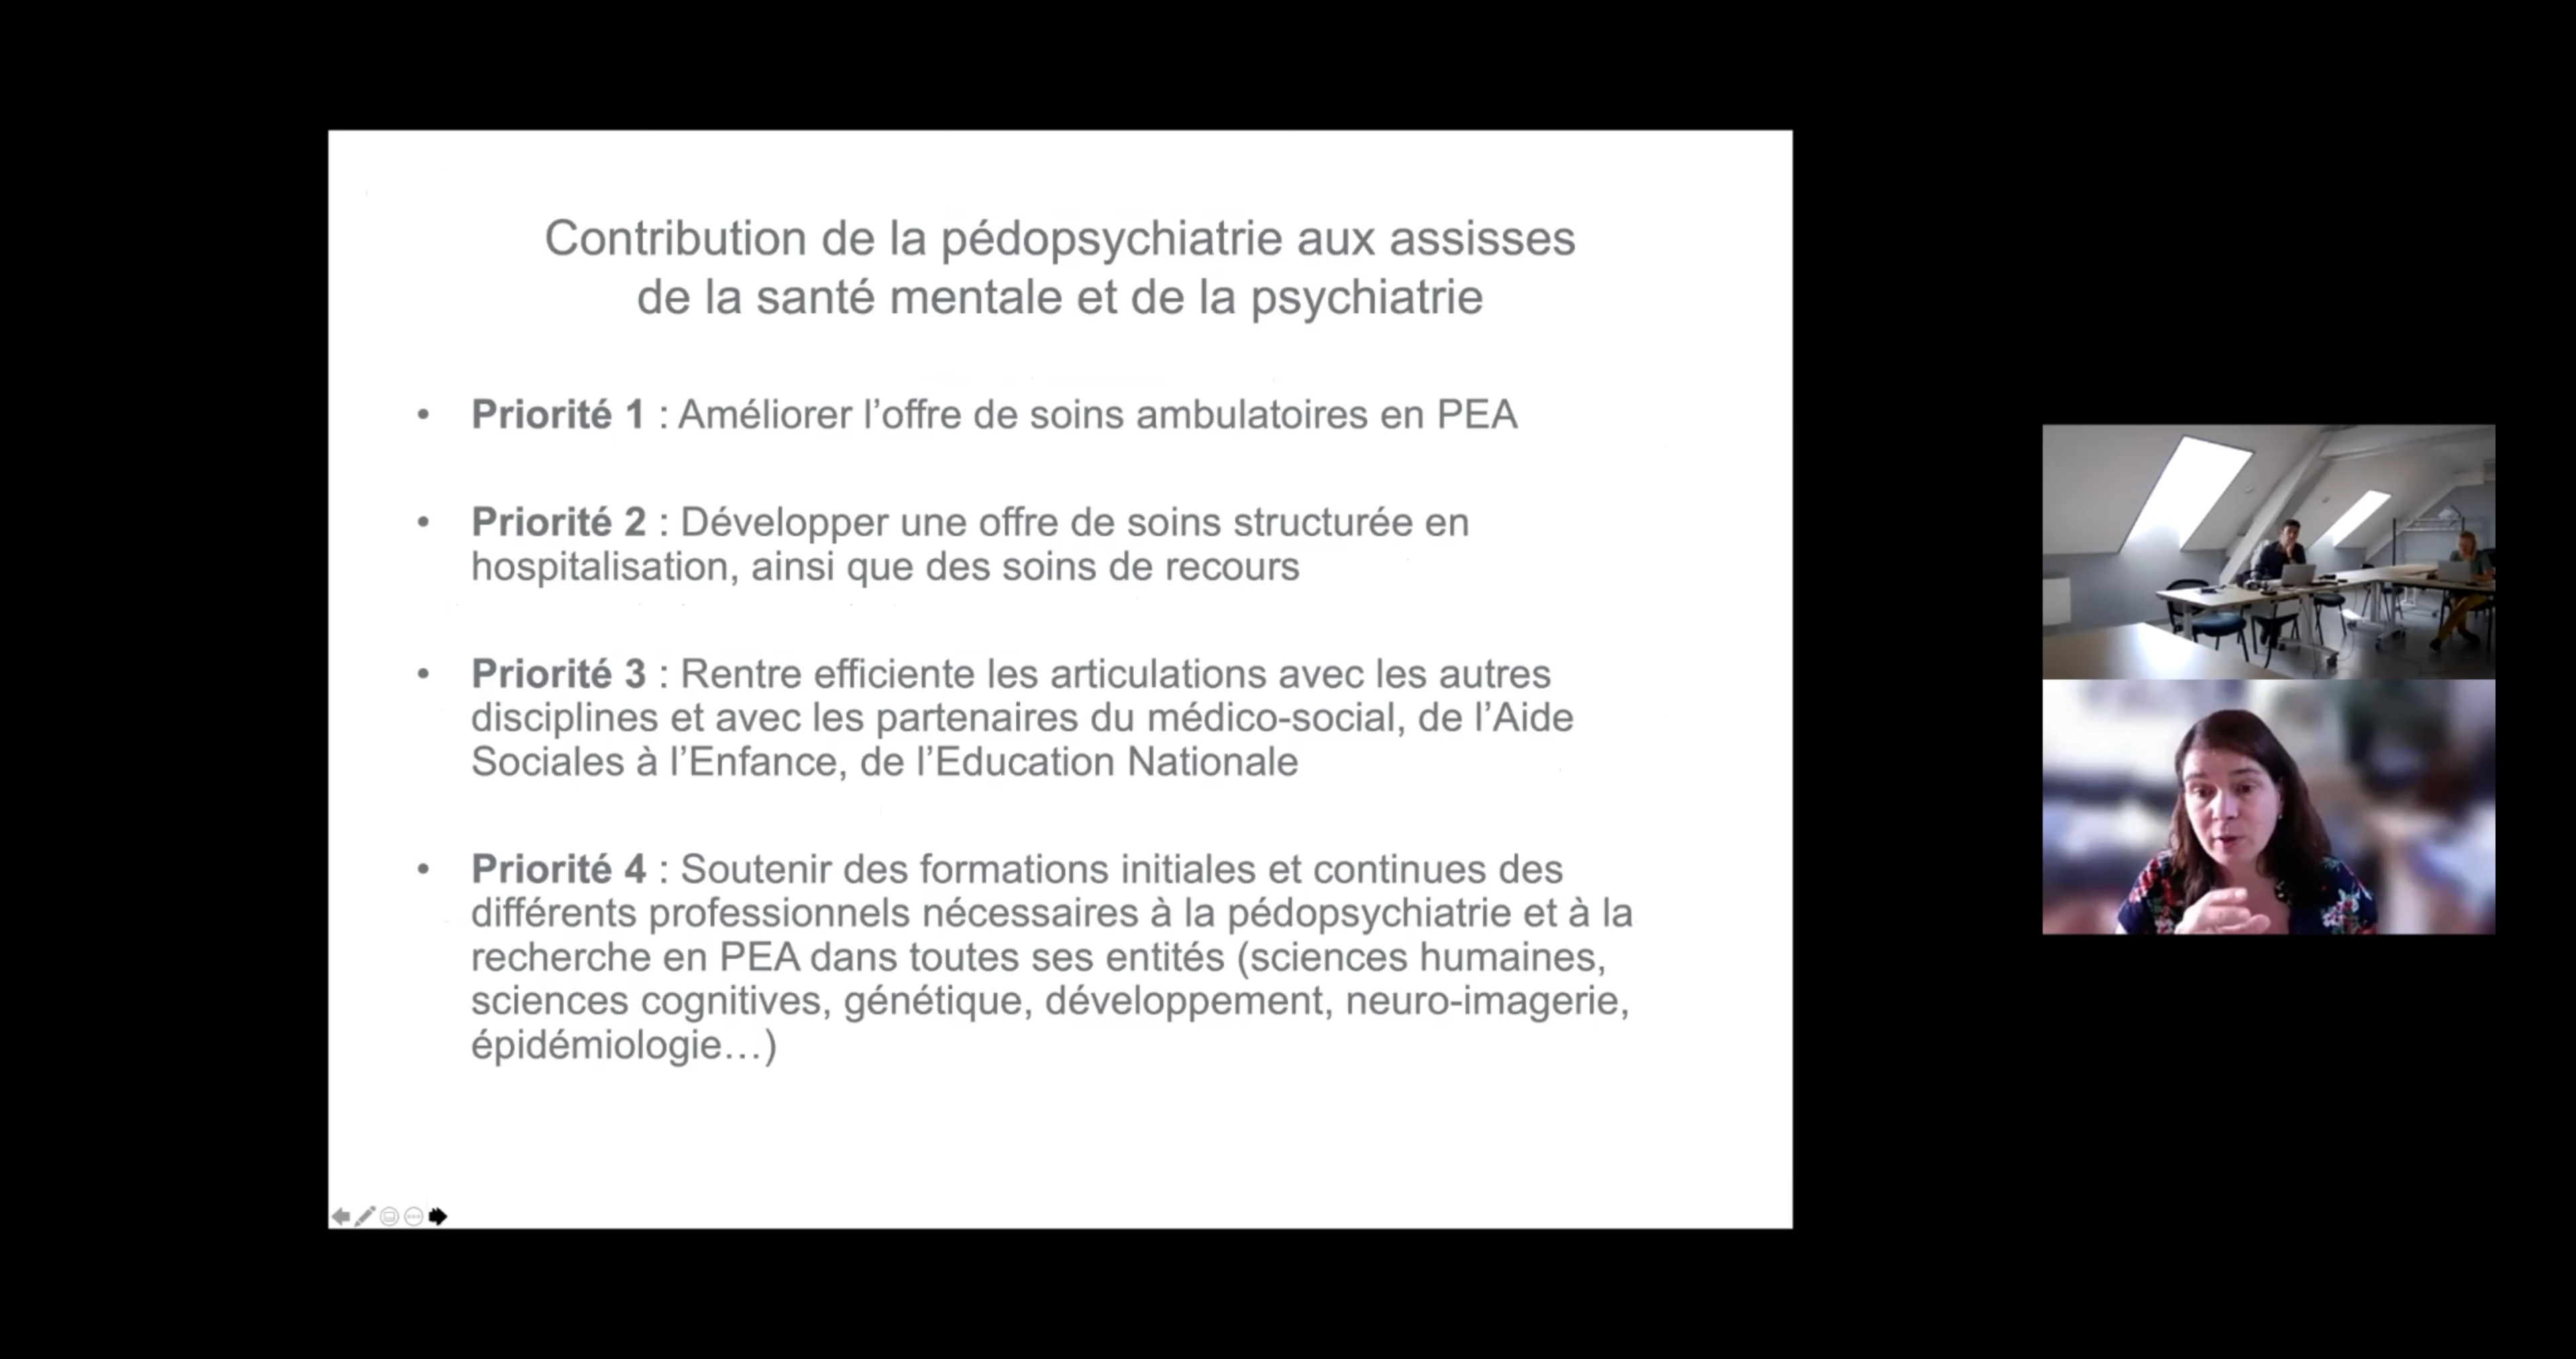 Contribution de la pédopsychiatrie aux assisses
de la santé mentale et de la psychiatrie
• Priorité 1 : Améliorer l’offre de soins ambulatoires en PEA
• Priorité 2 : Développer une offre de soins structurée en
hospitalisation, ainsi que des soins de recours
• Priorité 3 : Rentre efficiente les articulations avec les autres
disciplines et avec les partenaires du médico-social, de l’Aide
Sociales à l’Enfance, de l’Education Nationale
• Priorité 4 : Soutenir des formations initiales et continues des
différents professionnels nécessaires à la pédopsychiatrie et à la
recherche en PEA dans toutes ses entités (sciences humaines,
sciences cognitives, génétique, développement, neuro-imagerie,
épidémiologie…)